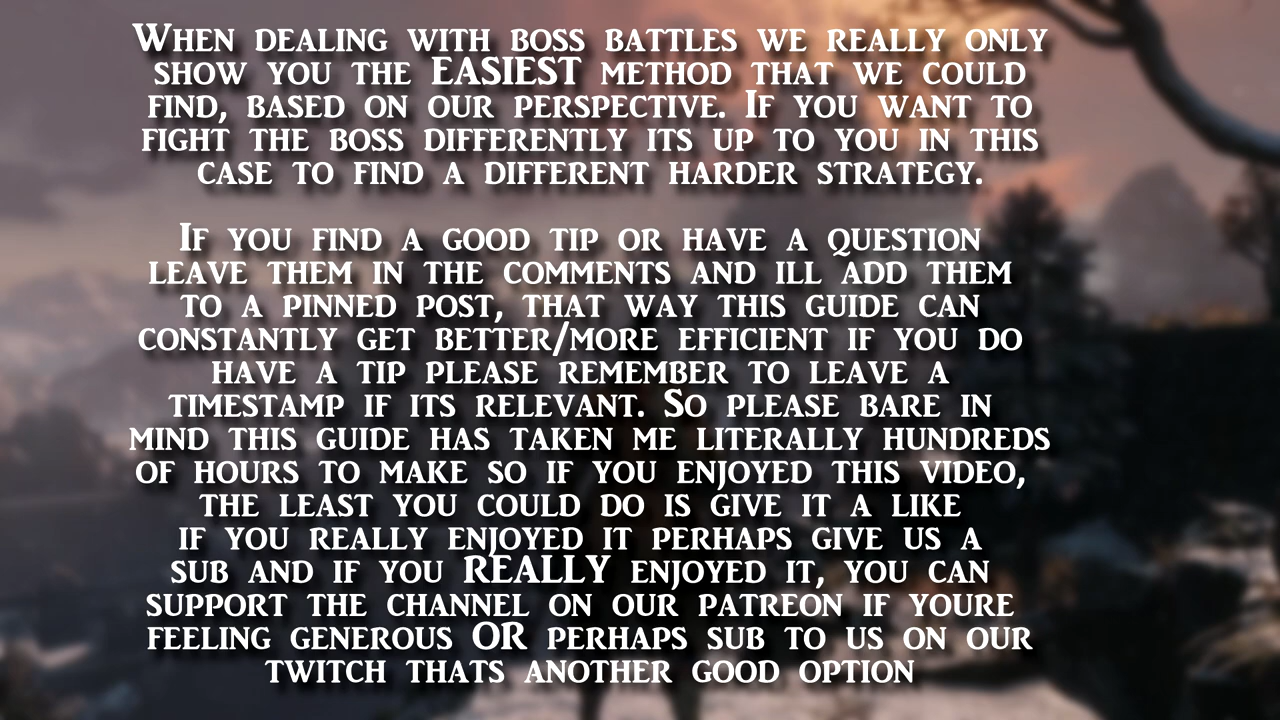 When dealing with boss battles we really only
show you the EASIEST method that we could
find, based on our perspective. If you want to
fight the boss differently its up to you in this
case to find a different harder strategy.
If you find a good tip or have a question
leave them in the comments and ill add them
to a pinned post, that way this guide can
constantly get better/more efficient if you do
have a tip please remember to leave a
timestamp if its relevant. So please bare in
mind this guide has taken me literally hundreds
of hours to make so if you enjoyed this video,
the least you could do is give it a like
if you really enjoyed it perhaps give us a
sub and if you REALLY enjoyed it, you can
support the channel on our patreon if youre
feeling generous OR perhaps sub to us on our
twitch thats another good option